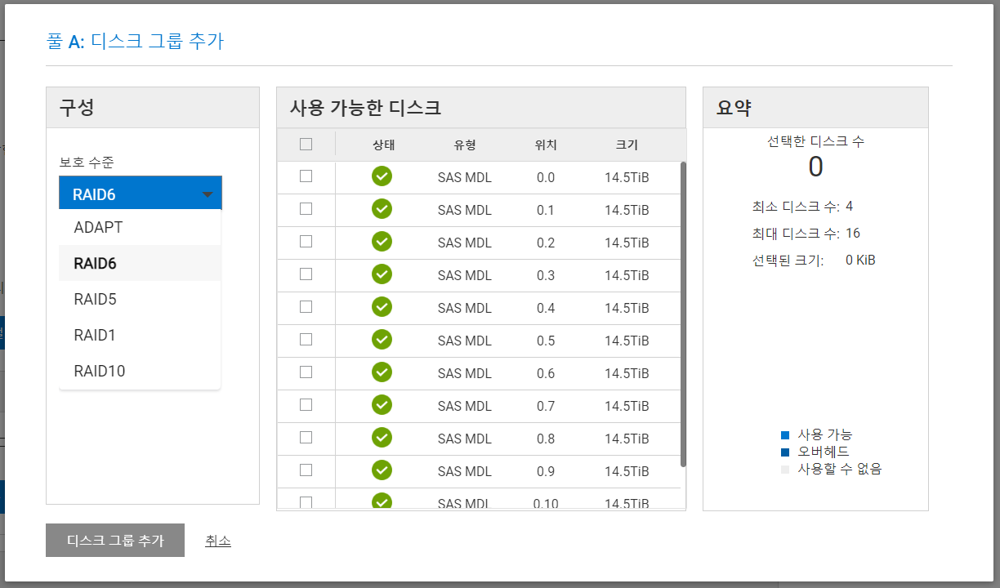 풀 A: 디스크 그룹 추가
구성
보호 수준
RAID6
ADAPT
RAID6
RAID5
RAID1
RAID10
사용 가능한 디스크
상태 유형 위치 크기
SAS MDL 0.0 14.5TiB
SAS MDL 0.1 14.5TiB
SAS MDL 0.2 14.5TiB
SAS MDL 0.3 14.5TiB
SAS MDL 0.4 14.5TiB
SAS MDL 0.5 14.5TiB
SAS MDL 0.6 14.5TiB
SAS MDL 0.7 14.5TiB
SAS MDL 0.8 14.5TiB
SAS MDL 0.9 14.5TiB
SAS MDL 0.10 14.5TiB
요약
선택한 디스크 수
0
최소 디스크 수: 4
최대 디스크 수: 16
선택된 크기: 0 KiB
사용 가능
오버헤드
사용할 수 없음
디스크 그룹 추가 취소